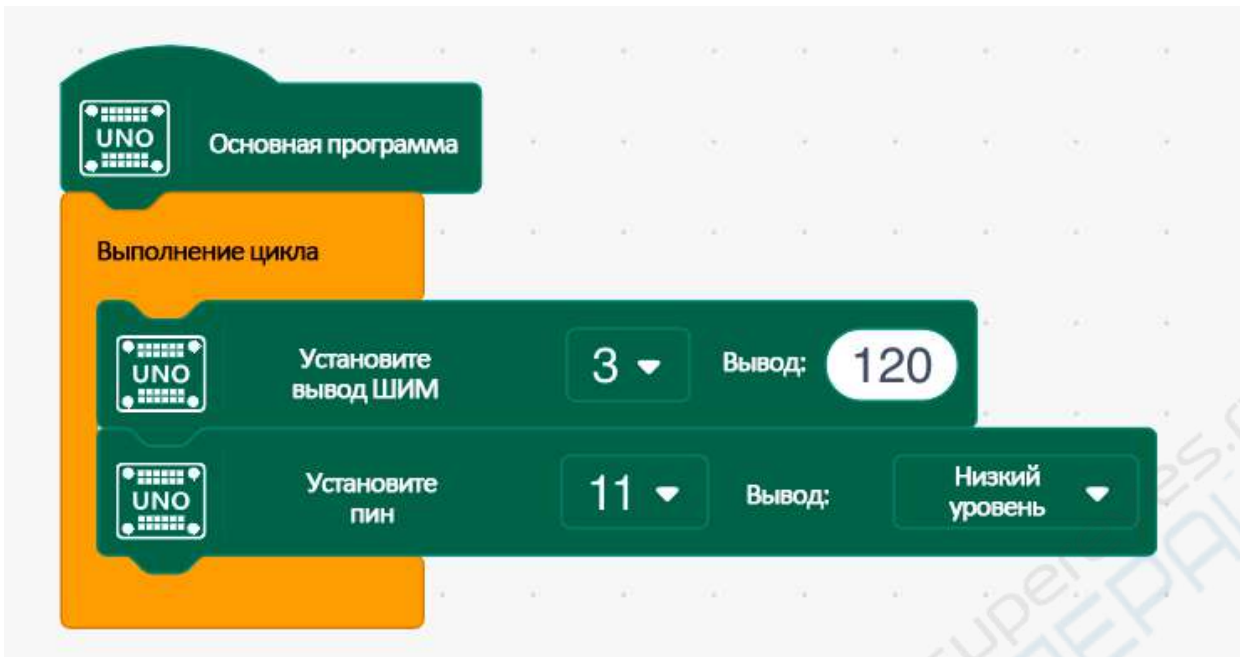 UNO
Основная программа
Выполнение цикла
UNO
Установите
вывод ШИМ
3
Вывод:
120
UNO
Установите
пин
11
Вывод:
Низкий
уровень